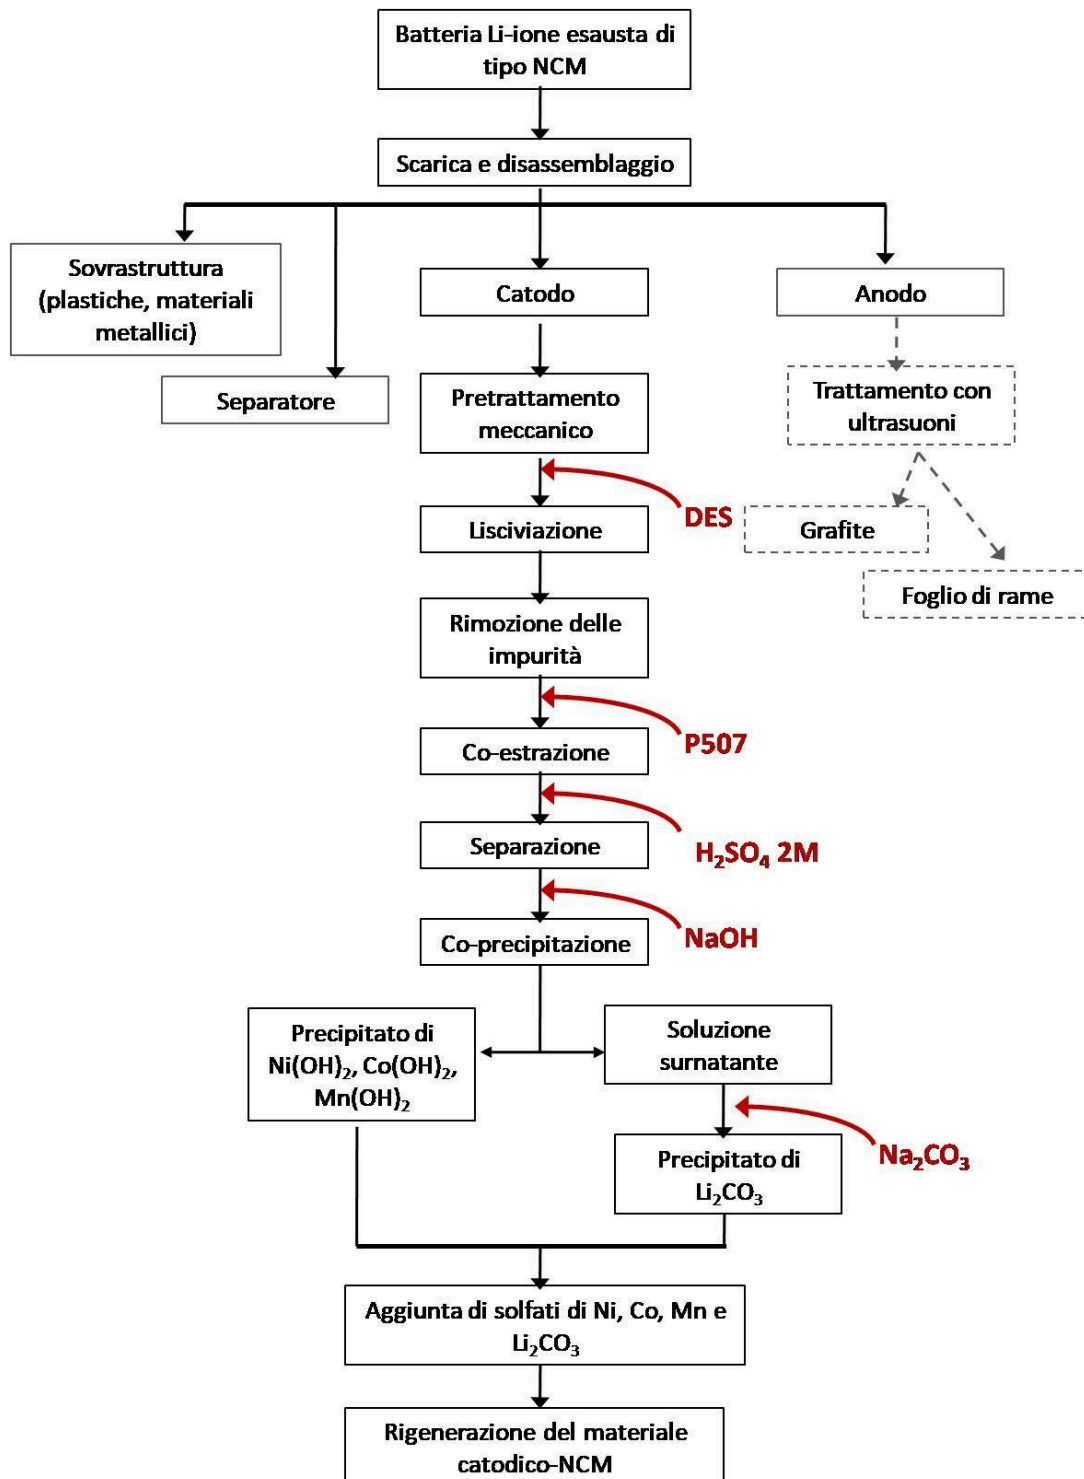 Batteria Li-ione esausta di
tipo NCM
Scarica e disassemblaggio
Sovrastruttura
(plastiche, materiali
metallici)
Separatore
Catodo
Anodo
Pretrattamento
meccanico
Trattamento con
ultrasuoni
DES
Lisciviazione
Grafite
Foglio di rame
Rimozione delle
impurità
P507
Co-estrazione
Separazione
H₂SO₄ 2M
Co-precipitazione
NaOH
Precipitato di
Ni(OH)₂, Co(OH)₂,
Mn(OH)₂
Soluzione
surnatante
Na₂CO₃
Precipitato di
Li₂CO₃
Aggiunta di solfati di Ni, Co, Mn e
Li₂CO₃
Rigenerazione del materiale
catodico-NCM